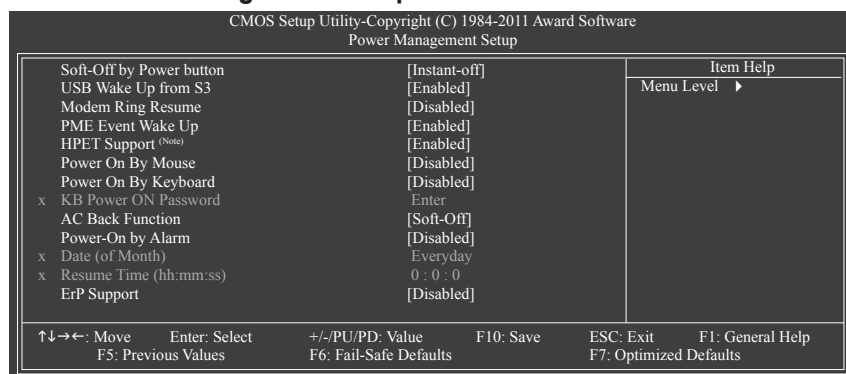 CMOS Setup Utility-Copyright (C) 1984-2011 Award Software
Power Management Setup
Soft-Off by Power button [Instant-off]
USB Wake Up from S3 [Enabled]
Modem Ring Resume [Disabled]
PME Event Wake Up [Enabled]
HPET Support (Note) [Enabled]
Power On By Mouse [Disabled]
Power On By Keyboard [Disabled]
x KB Power ON Password Enter
AC Back Function [Soft-Off]
Power-On by Alarm [Disabled]
x Date (of Month) Everyday
x Resume Time (hh:mm:ss) 0 : 0 : 0
ErP Support [Disabled]
Item Help
Menu Level ▶
↑↓→←: Move Enter: Select +/-/PU/PD: Value F10: Save ESC: Exit F1: General Help
F5: Previous Values F6: Fail-Safe Defaults F7: Optimized Defaults